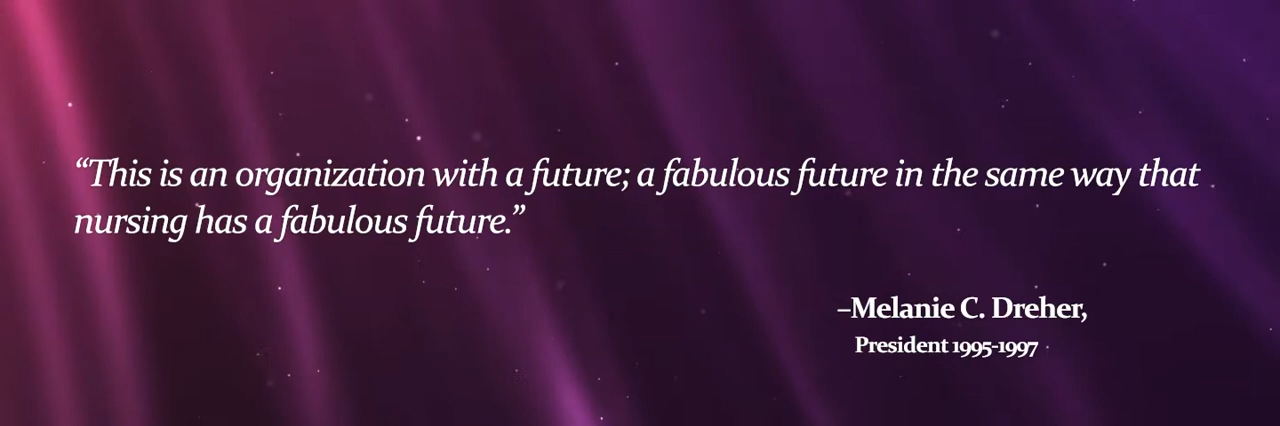 “This is an organization with a future; a fabulous future in the same way that
nursing has a fabulous future.”
–Melanie C. Dreher,
President 1995-1997